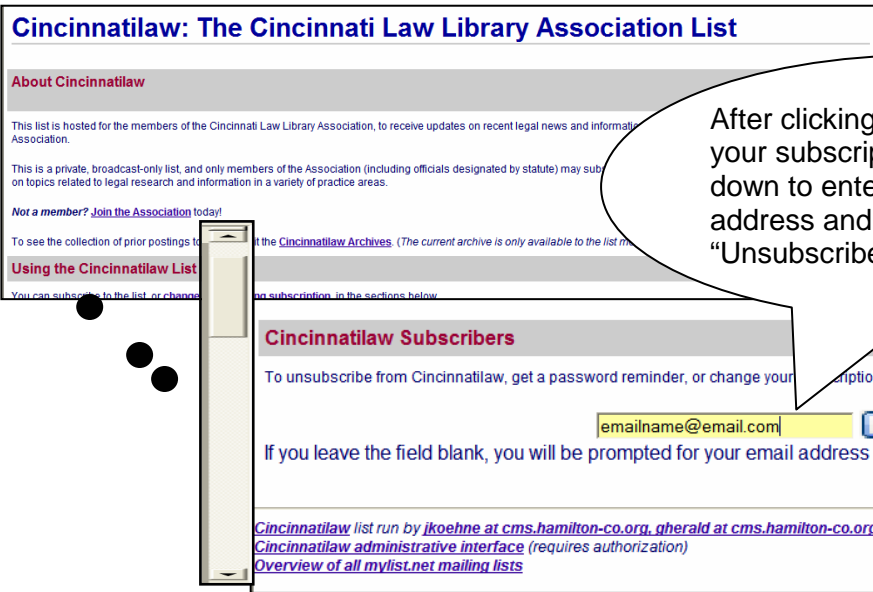 Cincinnatilaw: The Cincinnati Law Library Association List
About Cincinnatilaw
This list is hosted for the members of the Cincinnati Law Library Association, to receive updates on recent legal news and
Association.
This is a private, broadcast-only list, and only members of the Association (including officials designated by statute) may
on topics related to legal research and information in a variety of practice areas.
Not a member? Join the Association today!
To see the collection of prior postings to it the Cincinnatilaw Archives. (The current archive is only available to the list
Using the Cincinnatilaw List
You can subscribe to the list, or change ng subscription, in the sections below.
After clicking
your
down to
address and
“Unsubscribe
Cincinnatilaw Subscribers
To unsubscribe from Cincinnatilaw, get a password reminder, or change your
emailname@email.com
If you leave the field blank, you will be prompted for your email address
Cincinnatilaw list run by jkoehne at cms.hamilton-co.org, gherald at cms.hamilton-co.org
Cincinnatilaw administrative interface (requires authorization)
Overview of all mylist.net mailing lists